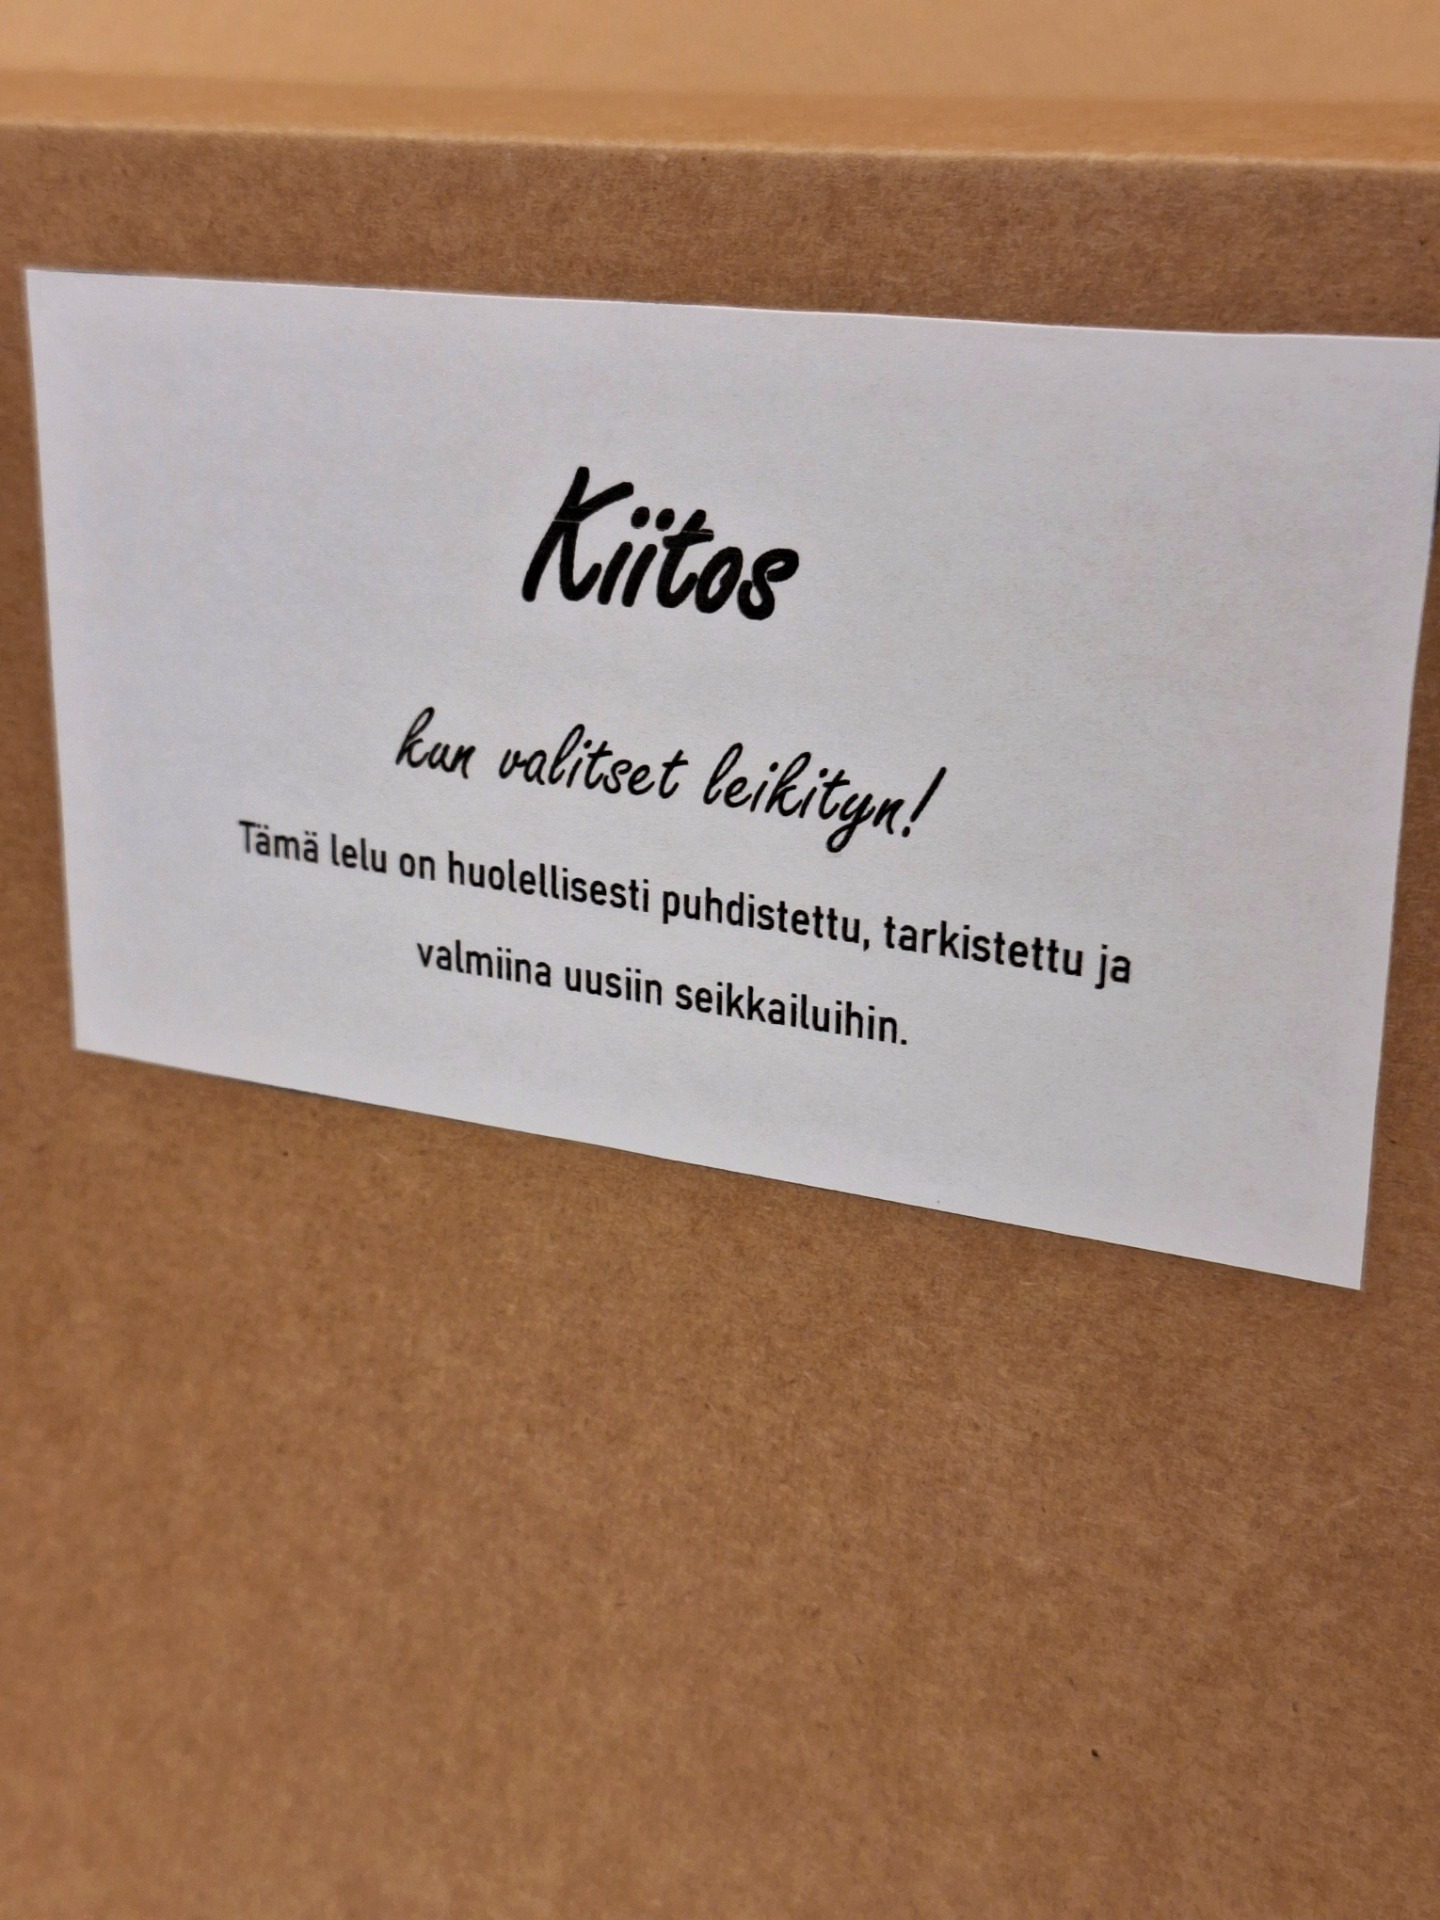 Kiitos
kun valitset leikityn!
Tämä lelu on huolellisesti puhdistettu, tarkistettu ja
valmiina uusiin seikkailuihin.